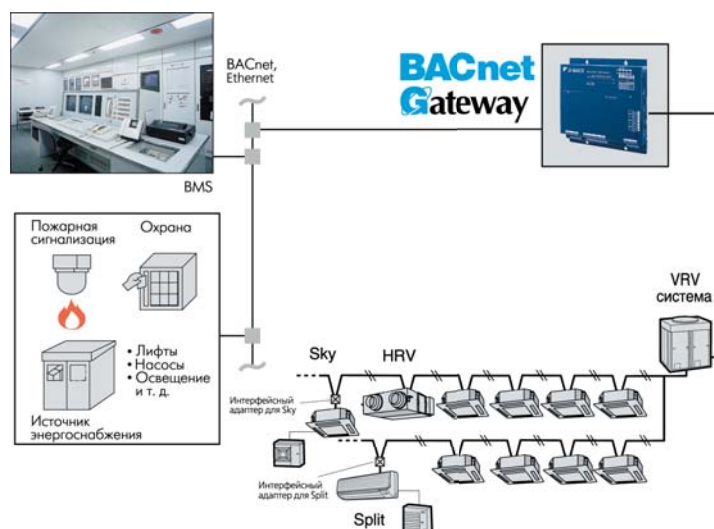 BACnet,
Ethernet
BACnet
Gateway
BMS
Пожарная
сигнализация
Охрана
• Лифты
• Насосы
• Освещение
и т. д.
Источник
энергоснабжения
VRV
система
Sky
HRV
Интерфейсный
адаптер для Sky
Интерфейсный
адаптер для Split
Split